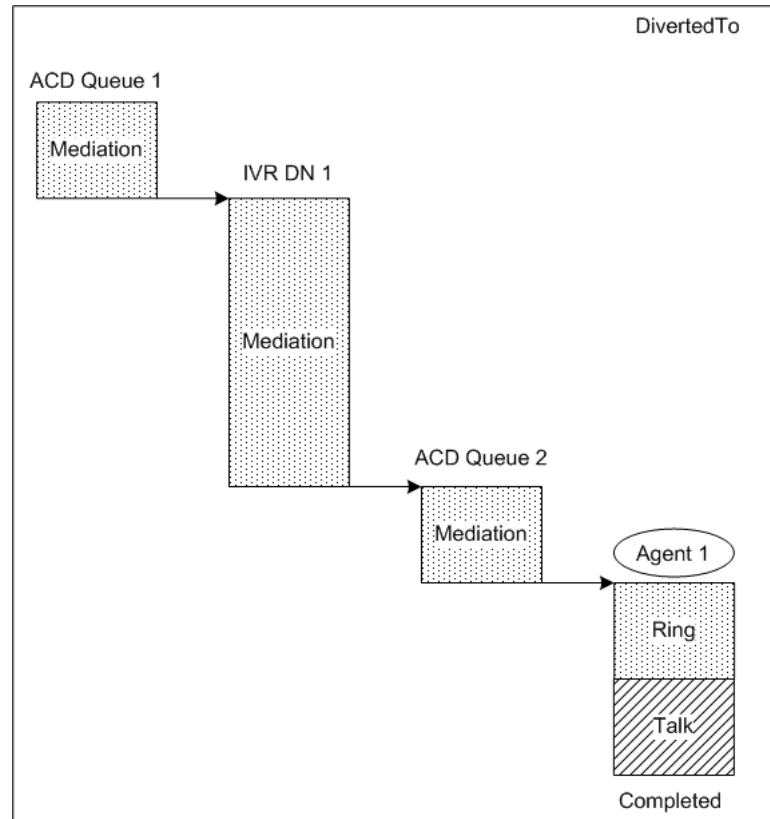 DivertedTo
ACD Queue 1
Mediation
IVR DN 1
Mediation
ACD Queue 2
Mediation
Agent 1
Ring
Talk
Completed